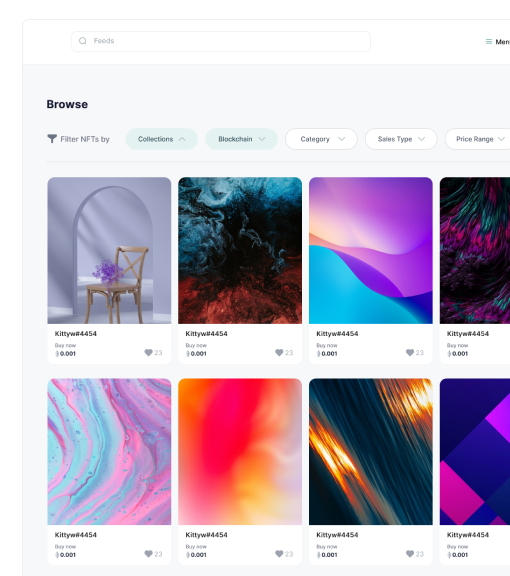 Feeds
Menu
Browse
Filter NFTs by
Collections
Blockchain
Category
Sales Type
Price Range
Kittyw#4454
Kittyw#4454
Kittyw#4454
Kittyw#4454
Buy now
Buy now
Buy now
Buy now
0.001
23
0.001
23
0.001
23
0.001
Kittyw#4454
Kittyw#4454
Kittyw#4454
Kittyw#4454
Buy now
Buy now
Buy now
Buy now
0.001
23
0.001
23
0.001
23
0.001